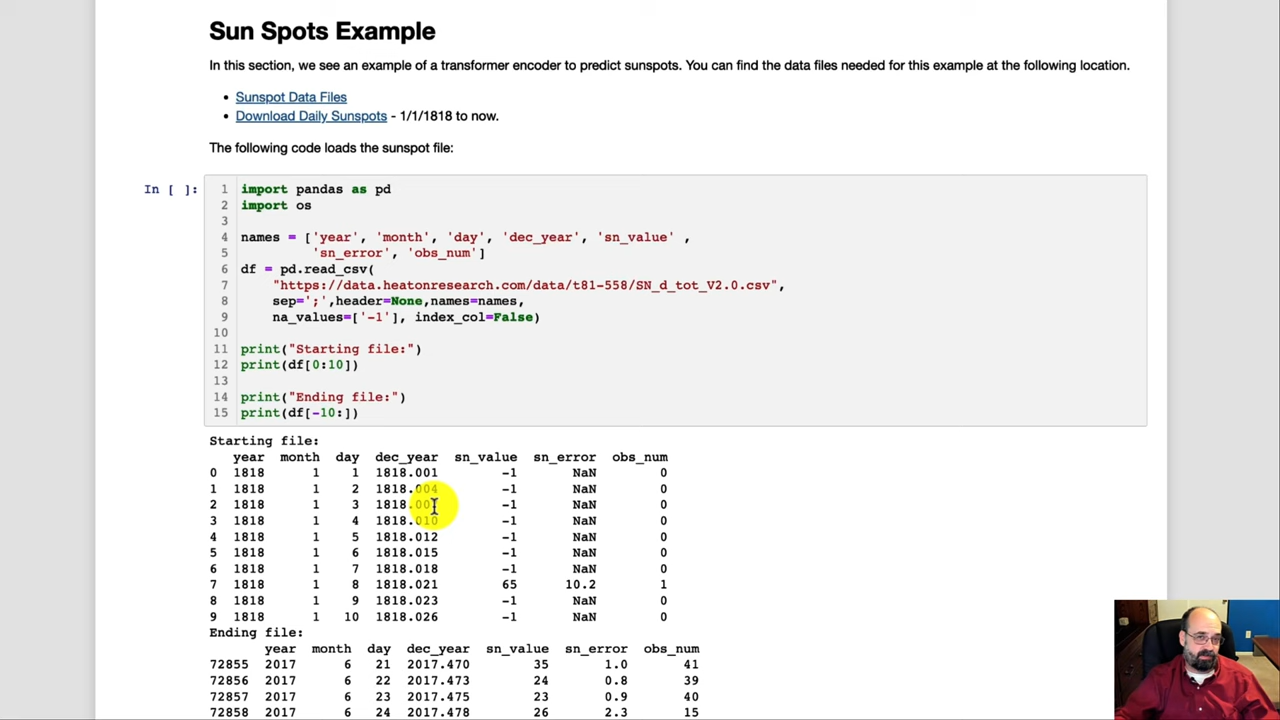 Sun Spots Example
In this section, we see an example of a transformer encoder to predict sunspots. You can find the data files needed for this example at the following location.
• Sunspot Data Files
• Download Daily Sunspots - 1/1/1818 to now.
The following code loads the sunspot file:
In [ ]:
1 import pandas as pd
2 import os
3
4 names = ['year', 'month', 'day', 'dec_year', 'sn_value' ,
5 'sn_error', 'obs_num']
6 df = pd.read_csv(
7 "https://data.heatonresearch.com/data/t81-558/SN_d_tot_V2.0.csv",
8 sep=';',header=None,names=names,
9 na_values=['-1'], index_col=False)
10
11 print("Starting file:")
12 print(df[0:10])
13
14 print("Ending file:")
15 print(df[-10:])
Starting file:
year month day dec_year sn_value sn_error obs_num
0 1818 1 1 1818.001 -1 NaN 0
1 1818 1 2 1818.004 -1 NaN 0
2 1818 1 3 -1 NaN 0
3 1818 1 4 1818.010 -1 NaN 0
4 1818 1 5 1818.012 -1 NaN 0
5 1818 1 6 1818.015 -1 NaN 0
6 1818 1 7 1818.018 -1 NaN 0
7 1818 1 8 1818.021 65 10.2 1
8 1818 1 9 1818.023 -1 NaN 0
9 1818 1 10 1818.026 -1 NaN 0
Ending file:
year month day dec_year sn_value sn_error obs_num
72855 2017 6 21 2017.470 35 1.0 41
72856 2017 6 22 2017.473 24 0.8 39
72857 2017 6 23 2017.475 23 0.9 40
72858 2017 6 24 2017.478 26 2.3 15